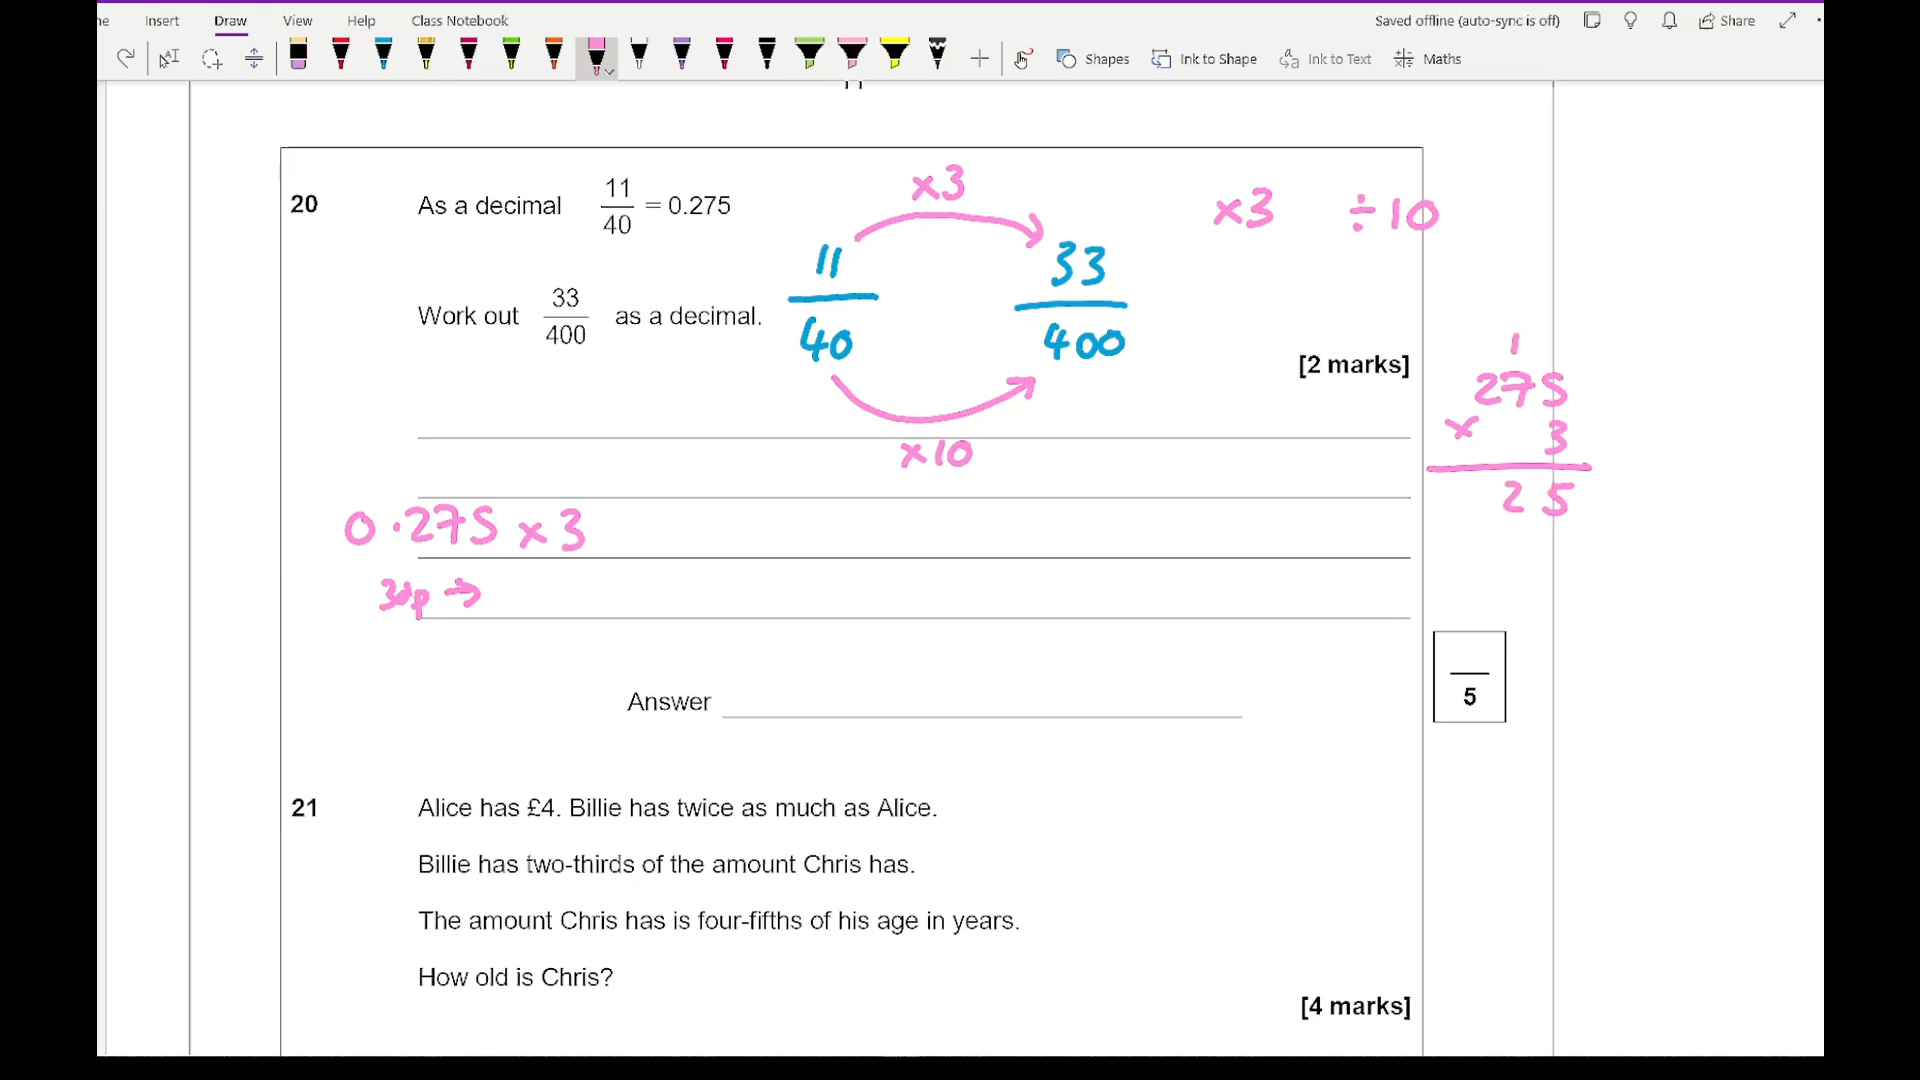 Insert Draw View Help Class Notebook Saved offline (auto-sync is off) Share
Shapes Ink to Shape Ink to Text Maths
20 As a decimal 11/40 = 0.275
×3
×3 ÷10
11/40 33/400
Work out 33/400 as a decimal.
[2 marks]
×10
1
275
× 3
25
0.275 × 3
3dp →
Answer
5
21 Alice has £4. Billie has twice as much as Alice.
Billie has two-thirds of the amount Chris has.
The amount Chris has is four-fifths of his age in years.
How old is Chris?
[4 marks]